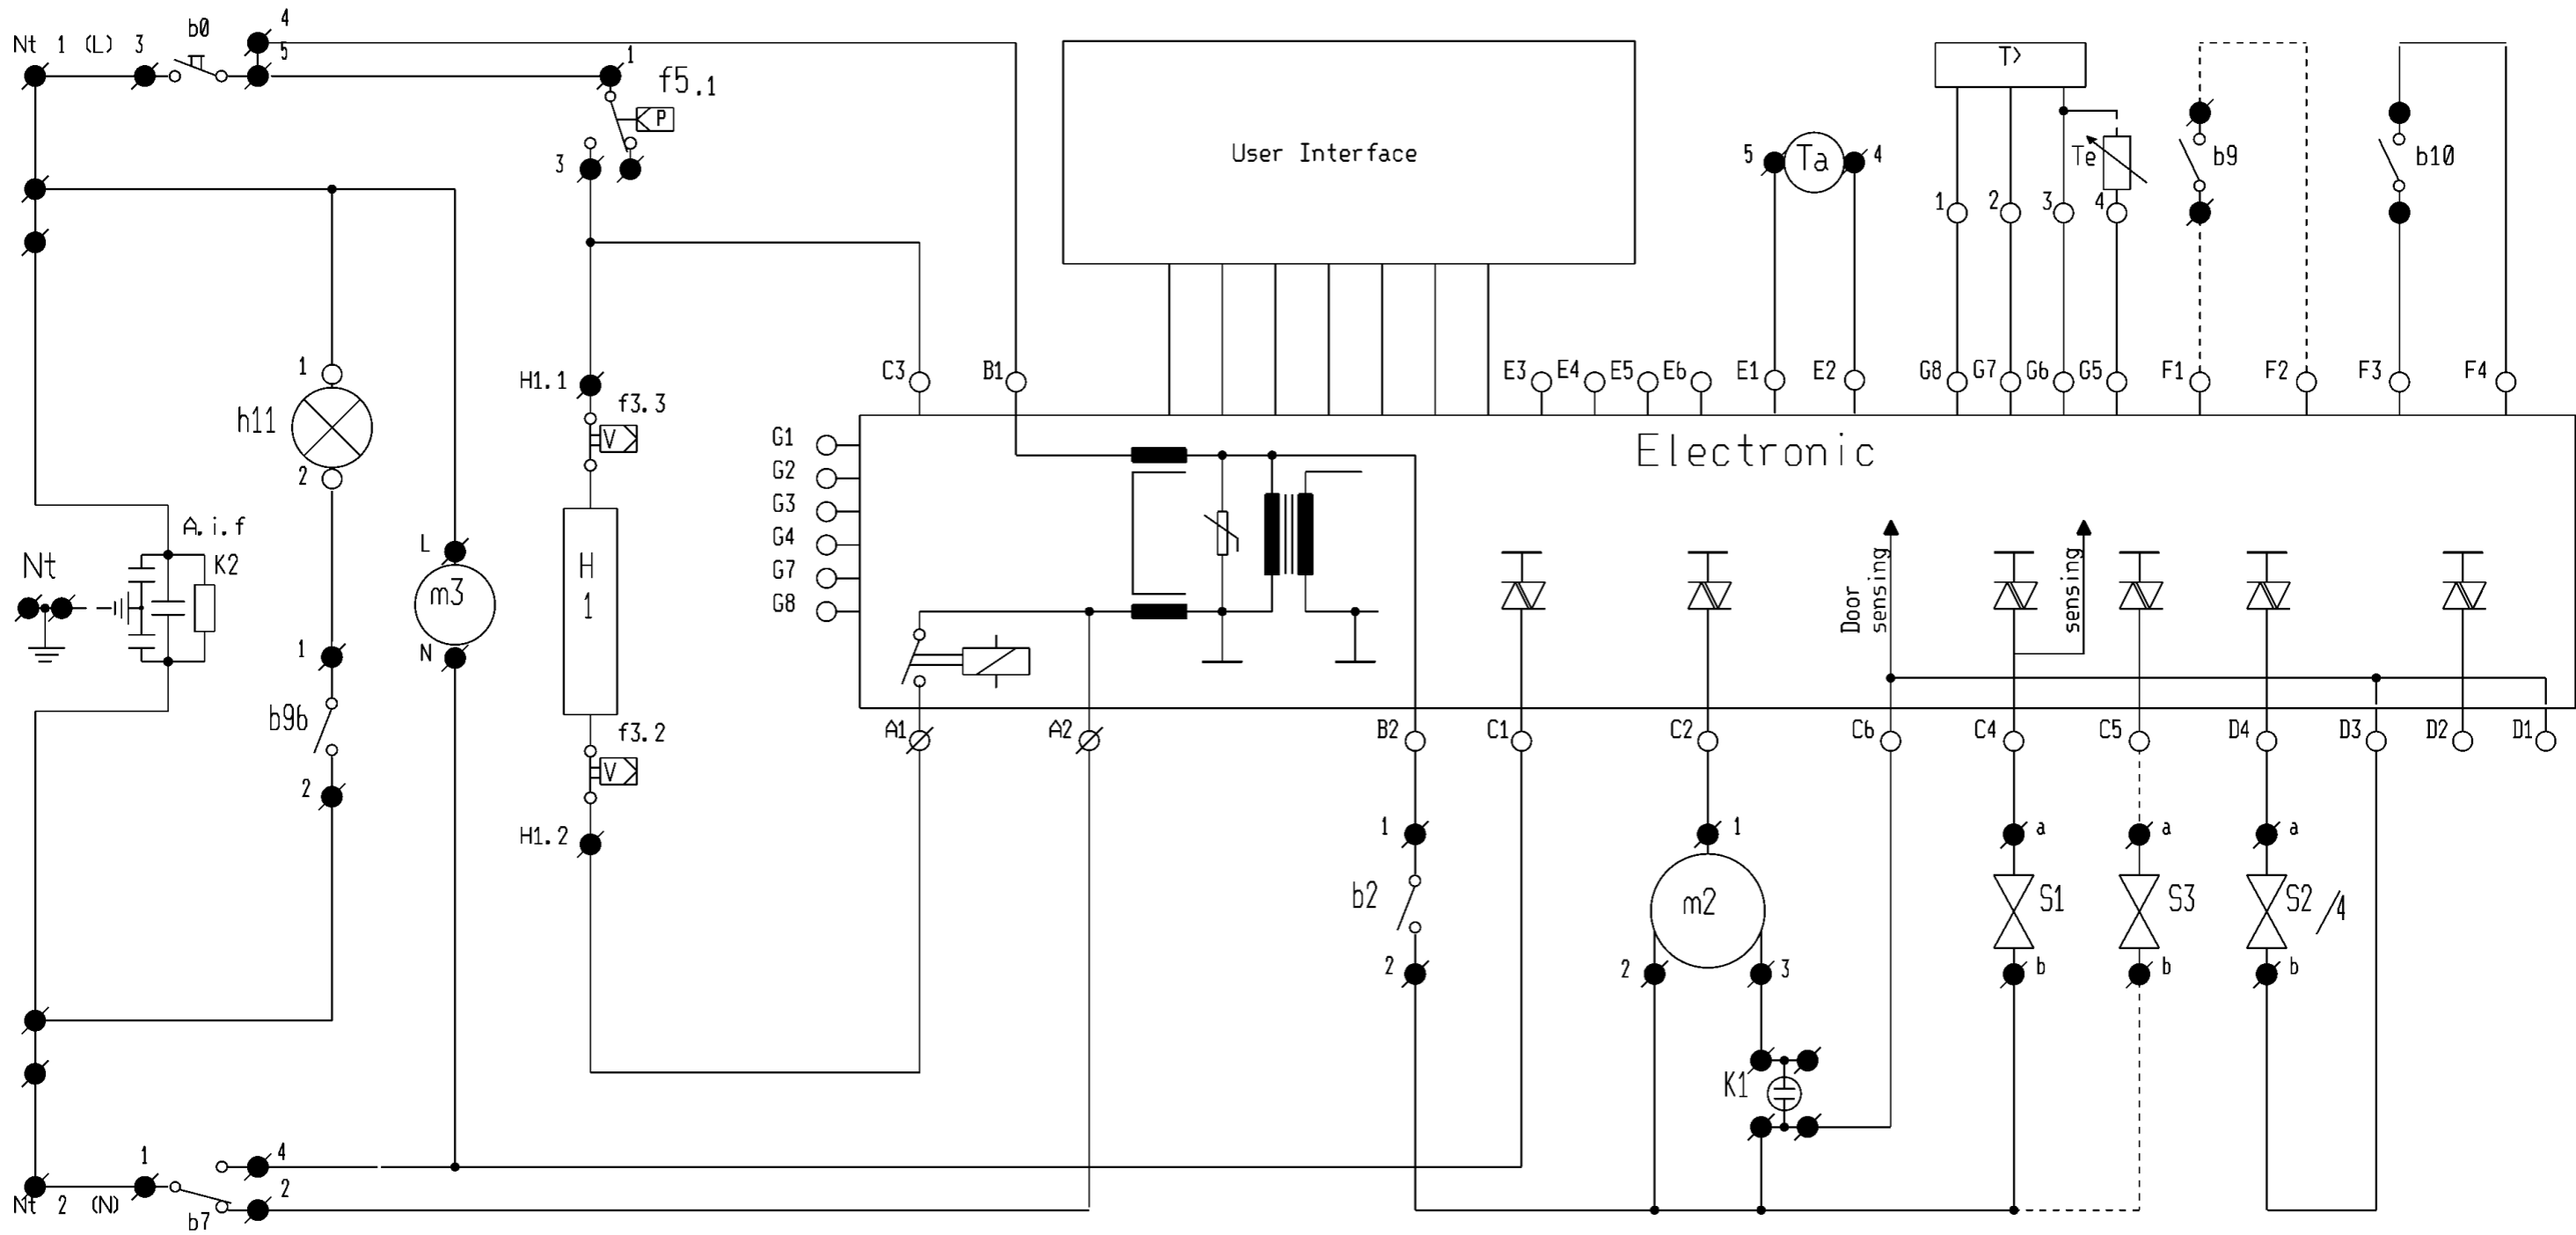 b0
4
Nt 1 (L) 3
5
1
f5.1
P
3
User Interface
T>
5 Ta 4
Te
b9
b10
1 2 3 4
1
h11
2
H1.1
f3.3
V
C3
B1
E3 E4 E5 E6 E1 E2 G8 G7 G6 G5 F1 F2 F3 F4
G1
G2
G3
G4
G7
G8
Electronic
A.i.f
K2
Nt
L
m3
N
H
1
Door
sensing
sensing
1
b96
2
f3.2
V
H1.2
A1 A2 B2 C1 C2 C6 C4 C5 D4 D3 D2 D1
1
b2
2
1
m2
2 3
K1
a a a
S1 S3 S2/4
b b b
1
4
2
Nt 2 (N)
b7